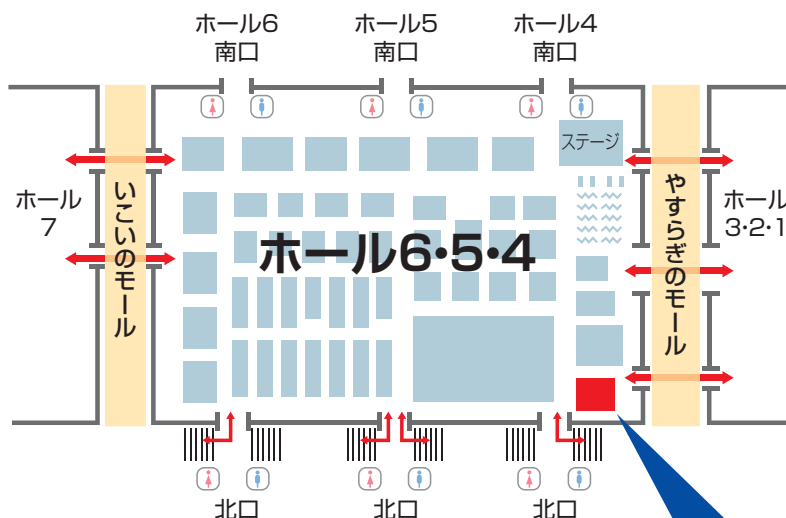 ホール6
南口
ホール5
南口
ホール4
南口
ステージ
ホール
7
いこいのモール
ホール6・5・4
やすらぎのモール
ホール
3・2・1
北口
北口
北口